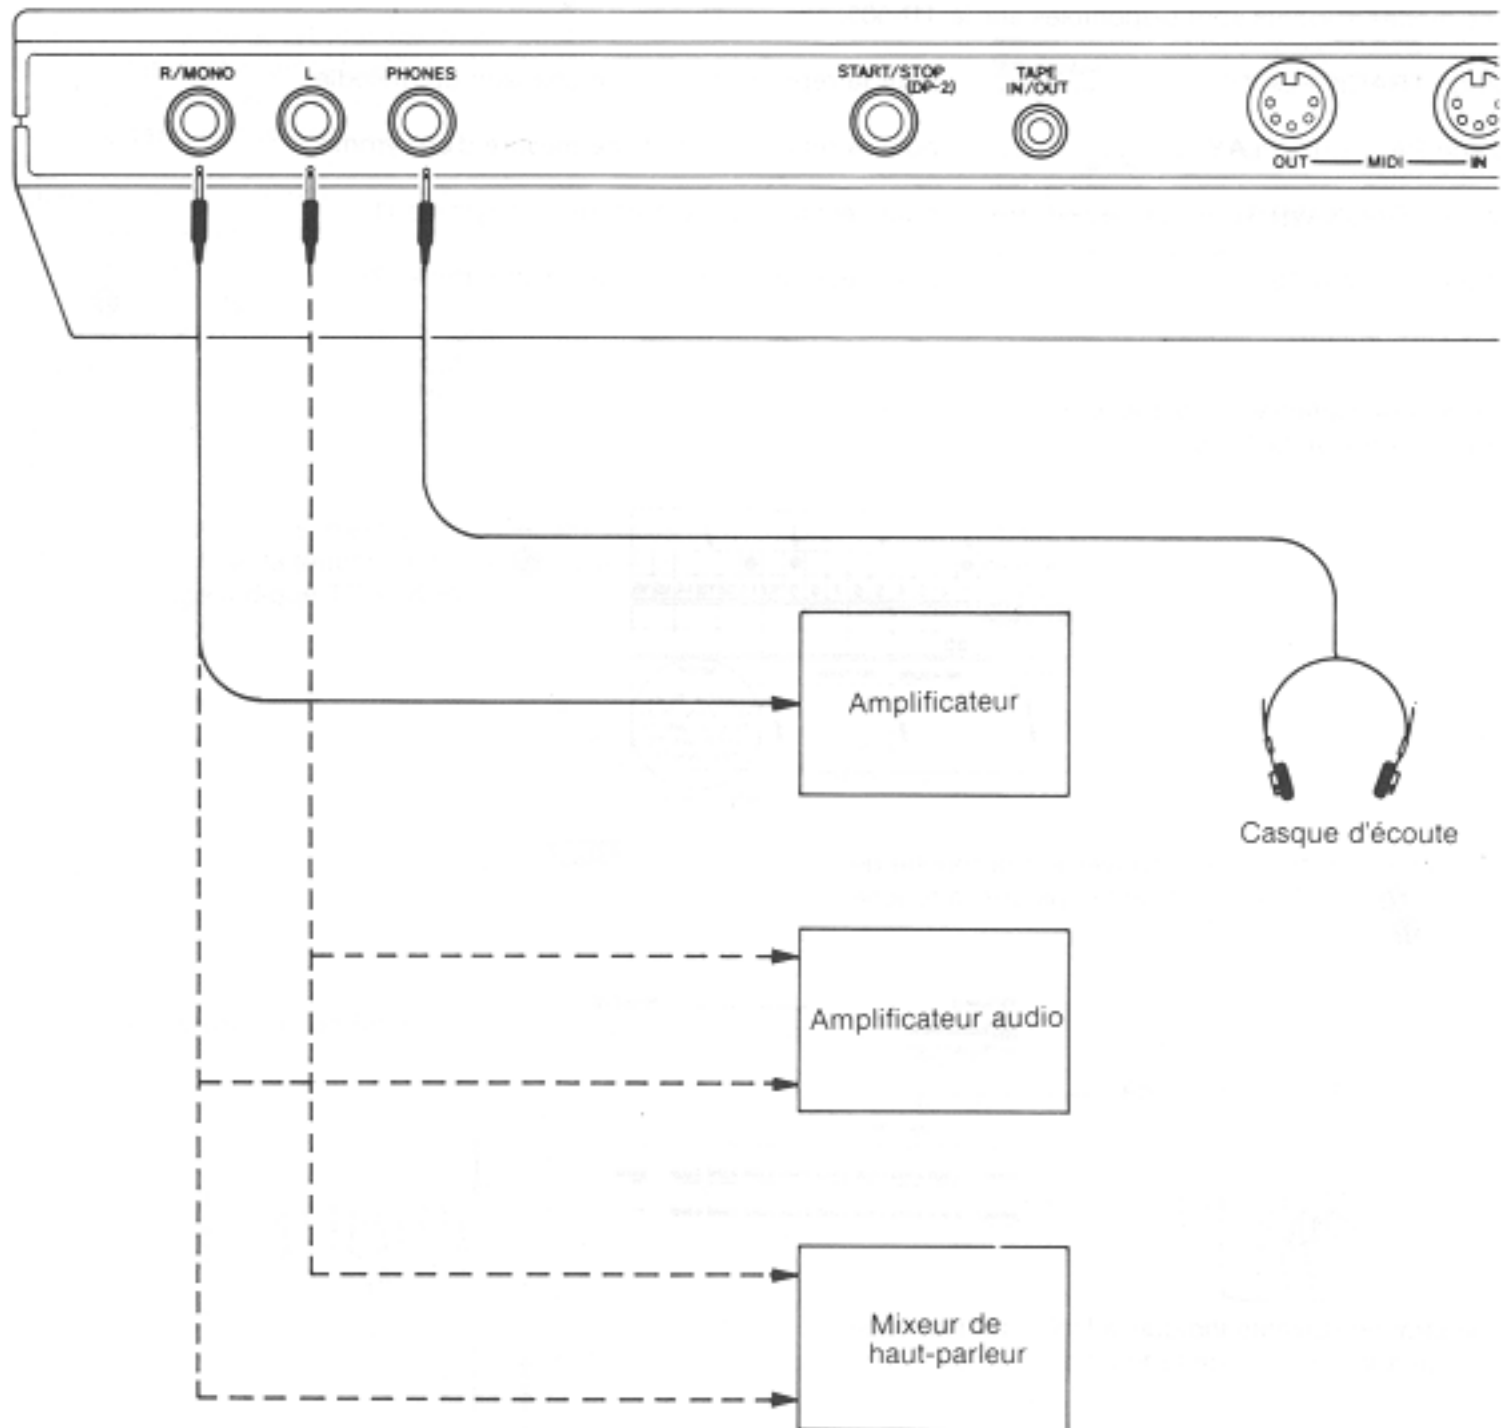 R/MONO L PHONES START/STOP TAPE
(DP-2) IN/OUT
OUT MIDI IN
Amplificateur
Casque d'écoute
Amplificateur audio
Mixeur de
haut-parleur